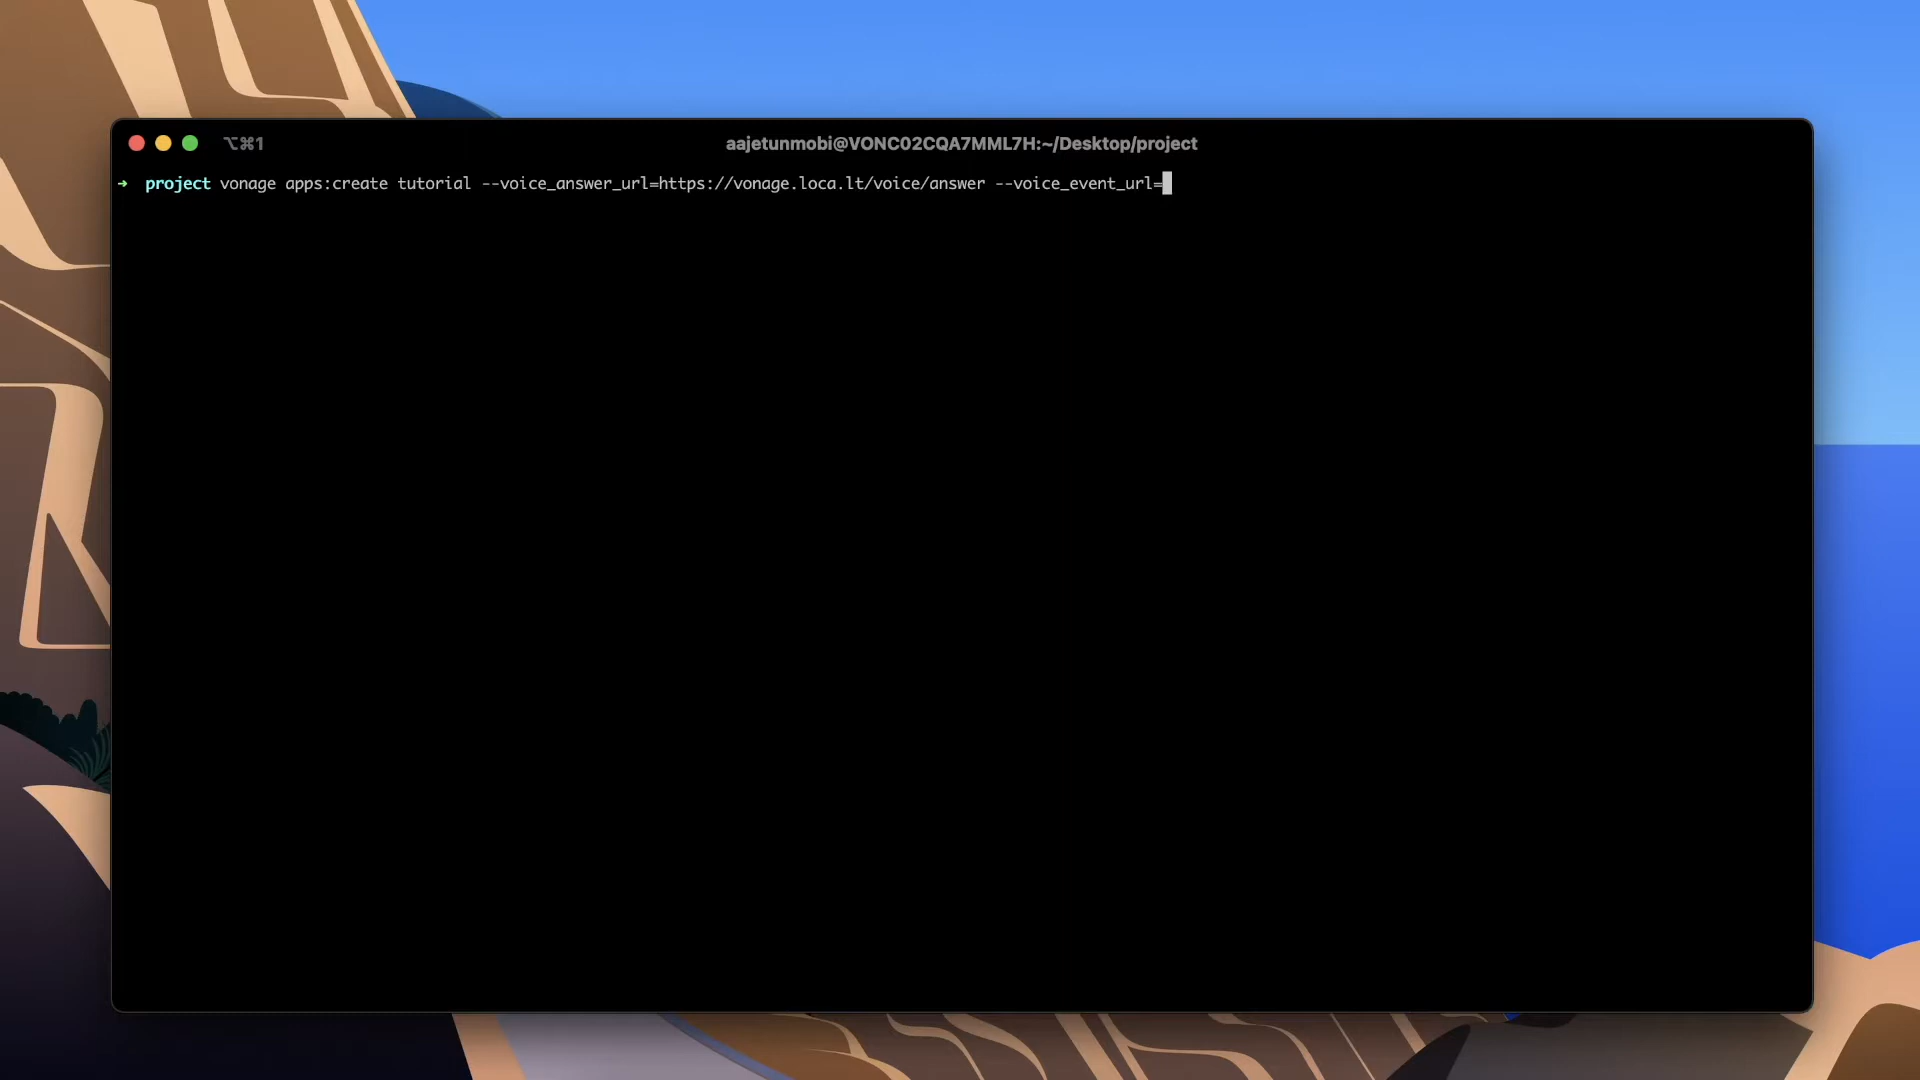 ⌥⌘1
aajetunmobi@VONC02CQA7MML7H:~/Desktop/project
➜ project vonage apps:create tutorial --voice_answer_url=https://vonage.loca.lt/voice/answer --voice_event_url=